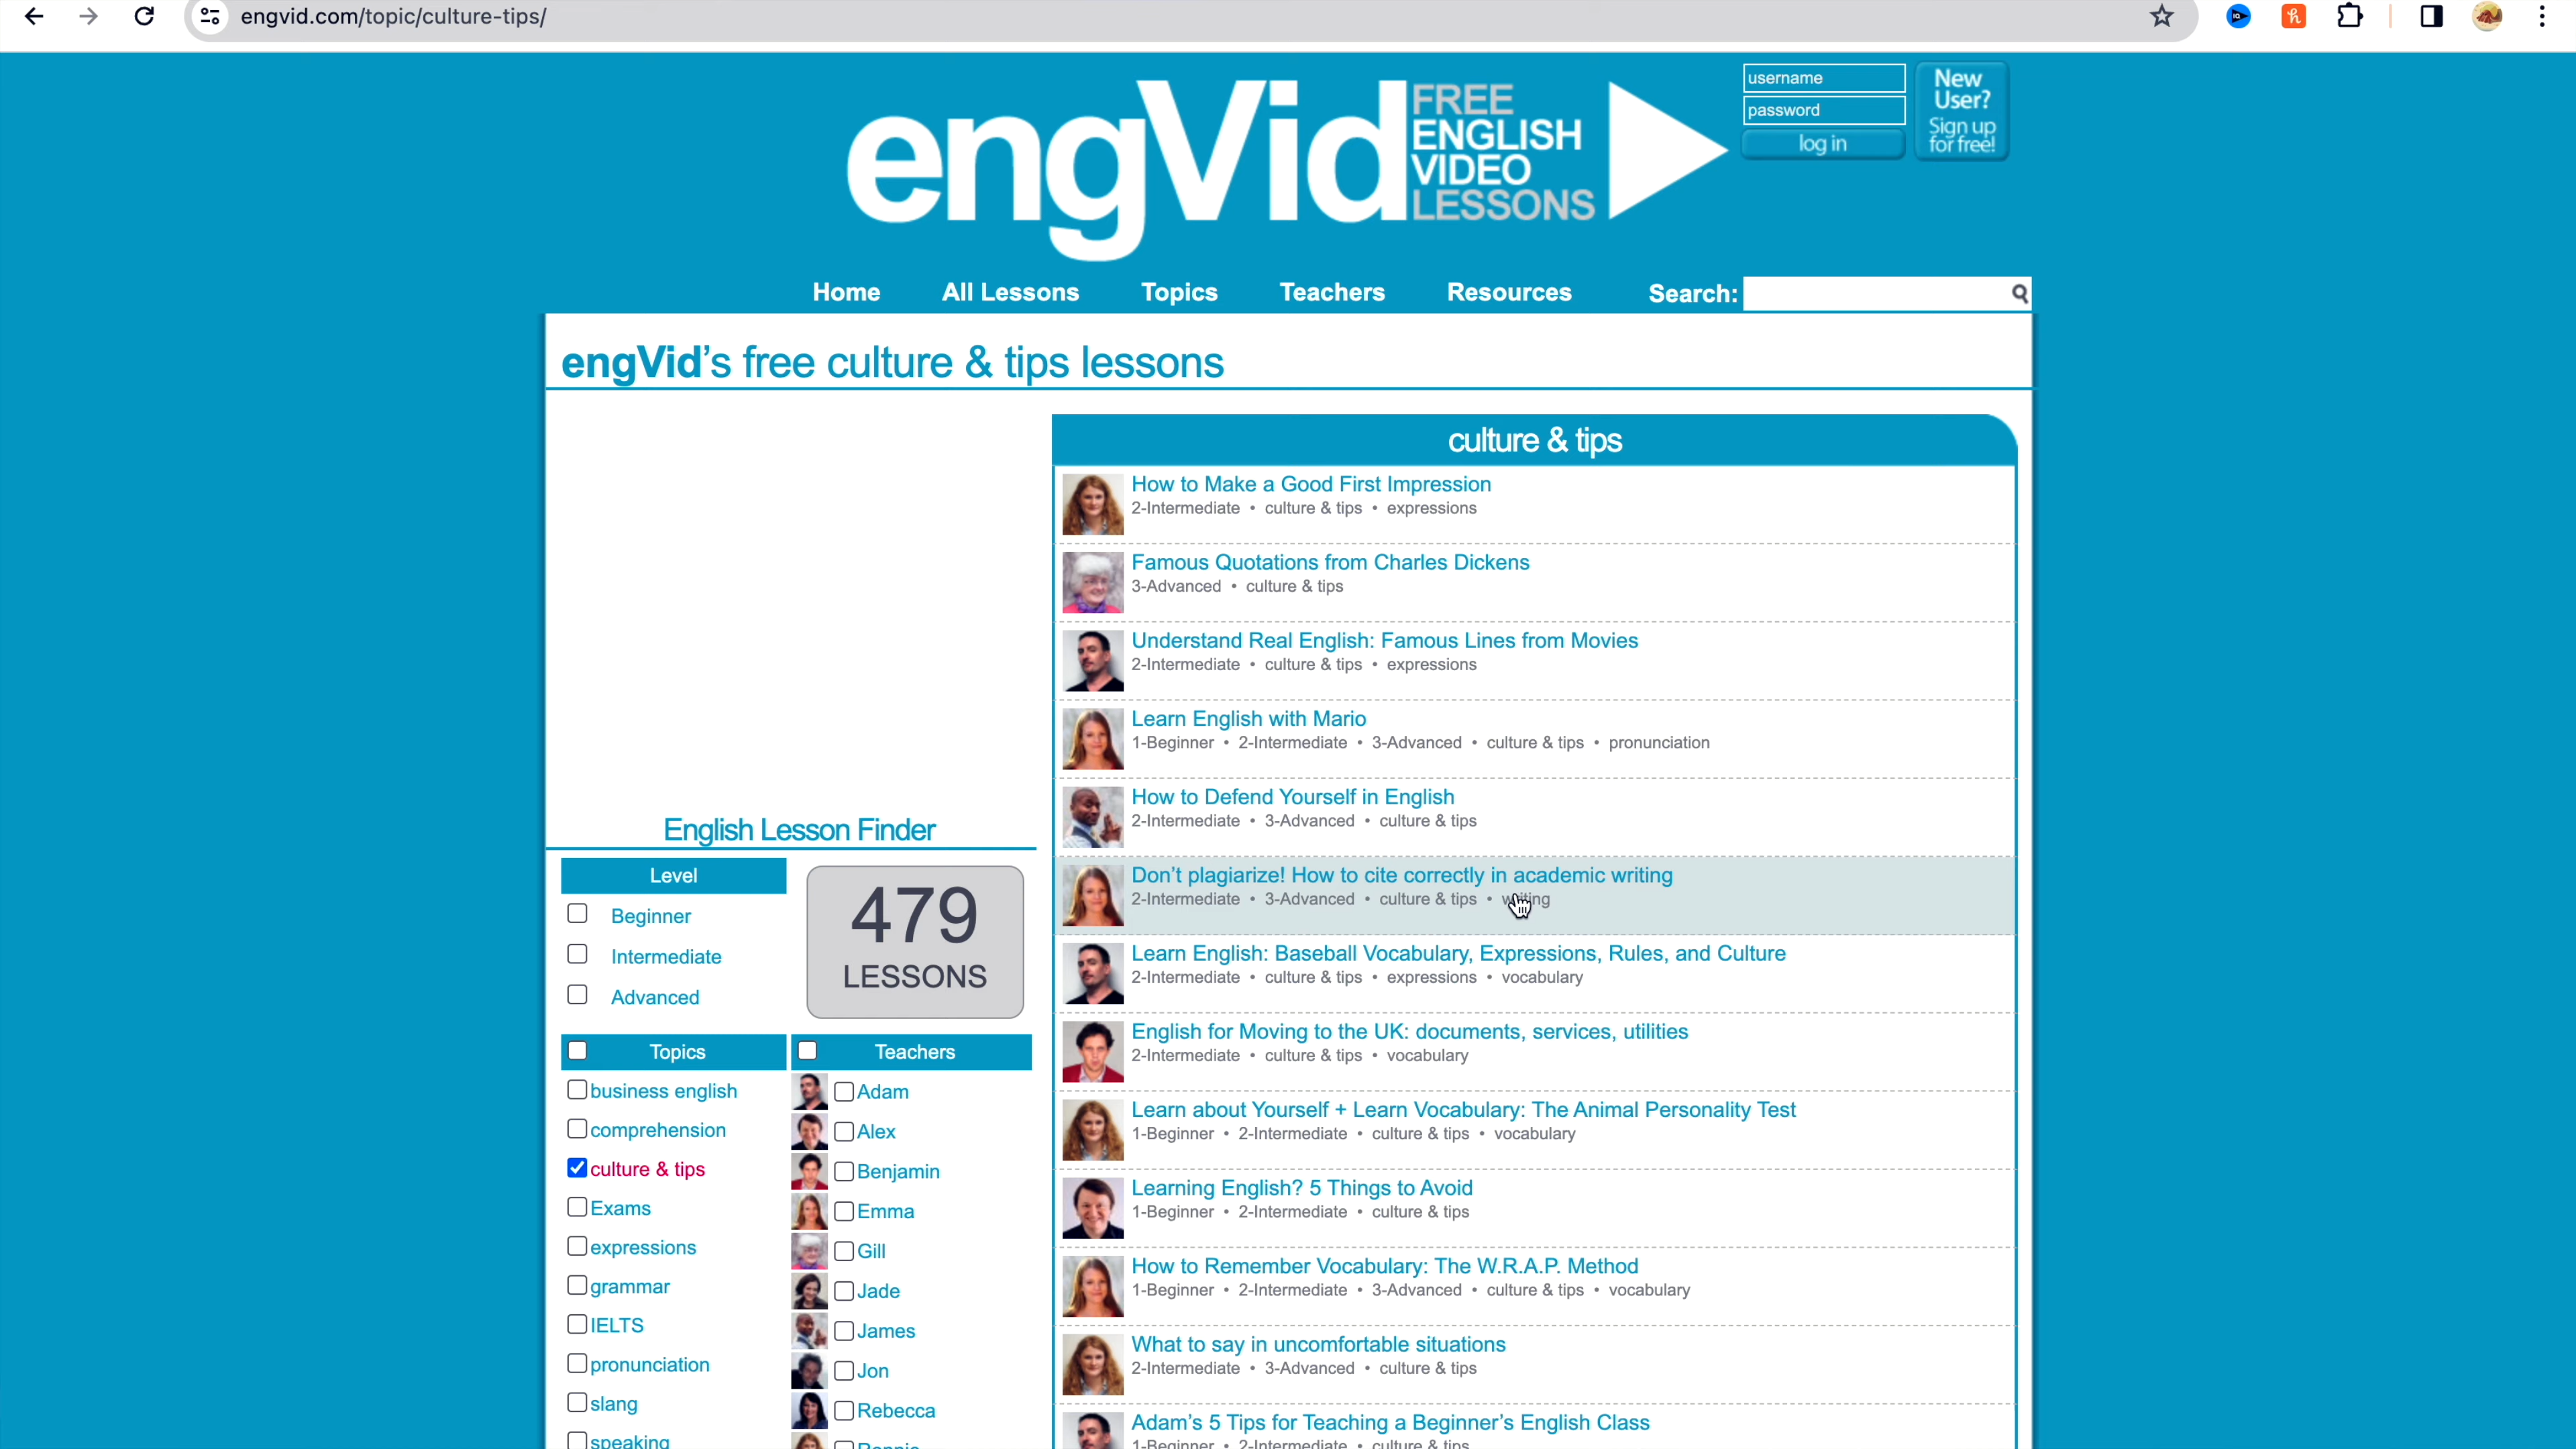 engvid.com/topic/culture-tips/
username
password
log in
New
User?
Sign up
for free!
engVid
FREE
ENGLISH
VIDEO
LESSONS
Home
All Lessons
Topics
Teachers
Resources
Search:
engVid's free culture & tips lessons
culture & tips
How to Make a Good First Impression
2-Intermediate • culture & tips • expressions
Famous Quotations from Charles Dickens
3-Advanced • culture & tips
Understand Real English: Famous Lines from Movies
2-Intermediate • culture & tips • expressions
Learn English with Mario
1-Beginner • 2-Intermediate • 3-Advanced • culture & tips • pronunciation
How to Defend Yourself in English
2-Intermediate • 3-Advanced • culture & tips
Don't plagiarize! How to cite correctly in academic writing
2-Intermediate • 3-Advanced • culture & tips • writing
Learn English: Baseball Vocabulary, Expressions, Rules, and Culture
2-Intermediate • culture & tips • expressions • vocabulary
English for Moving to the UK: documents, services, utilities
2-Intermediate • culture & tips • vocabulary
Learn about Yourself + Learn Vocabulary: The Animal Personality Test
1-Beginner • 2-Intermediate • culture & tips • vocabulary
Learning English? 5 Things to Avoid
1-Beginner • 2-Intermediate • culture & tips
How to Remember Vocabulary: The W.R.A.P. Method
1-Beginner • 2-Intermediate • 3-Advanced • culture & tips • vocabulary
What to say in uncomfortable situations
2-Intermediate • 3-Advanced • culture & tips
Adam's 5 Tips for Teaching a Beginner's English Class
1-Beginner • 2-Intermediate • culture & tips
English Lesson Finder
Level
Beginner
Intermediate
Advanced
479
LESSONS
Topics
business english
comprehension
culture & tips
Exams
expressions
grammar
IELTS
pronunciation
slang
speaking
Teachers
Adam
Alex
Benjamin
Emma
Gill
Jade
James
Jon
Rebecca